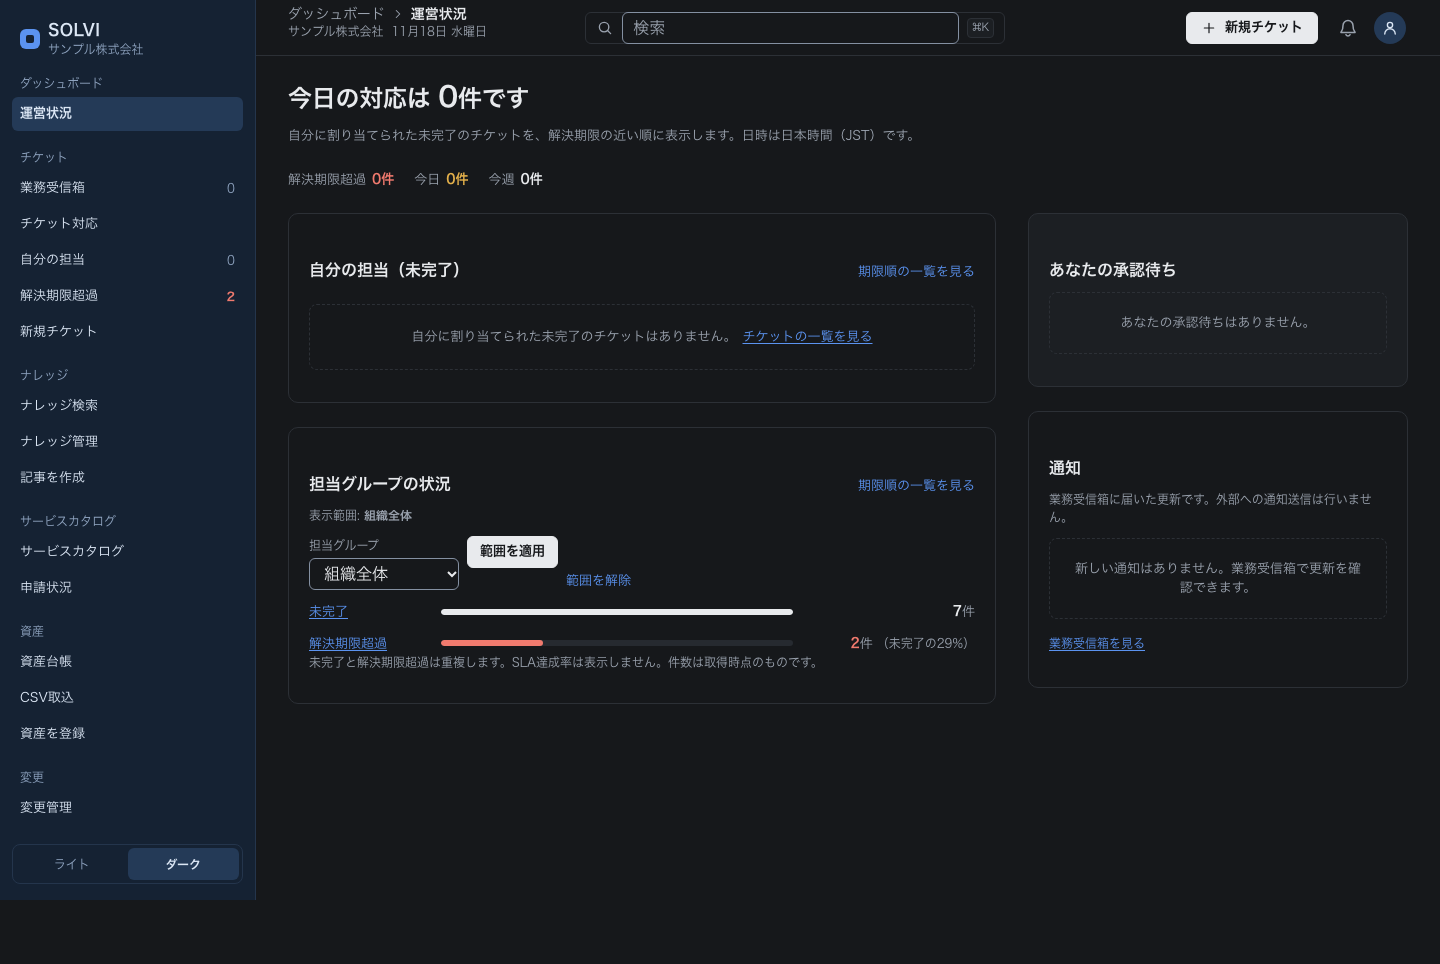 SOLVI
サンプル株式会社
ダッシュボード
運営状況
チケット
業務受信箱 0
チケット対応
自分の担当 0
解決期限超過 2
新規チケット
ナレッジ
ナレッジ検索
ナレッジ管理
記事を作成
サービスカタログ
サービスカタログ
申請状況
資産
資産台帳
CSV取込
資産を登録
変更
変更管理
ライト ダーク
ダッシュボード > 運営状況
サンプル株式会社 11月18日 水曜日
検索 ⌘K
+ 新規チケット
今日の対応は 0件です
自分に割り当てられた未完了のチケットを、解決期限の近い順に表示します。日時は日本時間（JST）です。
解決期限超過 0件 今日 0件 今週 0件
自分の担当（未完了） 期限順の一覧を見る
自分に割り当てられた未完了のチケットはありません。 チケットの一覧を見る
担当グループの状況 期限順の一覧を見る
表示範囲: 組織全体
担当グループ
組織全体 範囲を適用 範囲を解除
未完了 7件
解決期限超過 2件 （未完了の29%）
未完了と解決期限超過は重複します。SLA達成率は表示しません。件数は取得時点のものです。
あなたの承認待ち
あなたの承認待ちはありません。
通知
業務受信箱に届いた更新です。外部への通知送信は行いませ
ん。
新しい通知はありません。業務受信箱で更新を確
認できます。
業務受信箱を見る